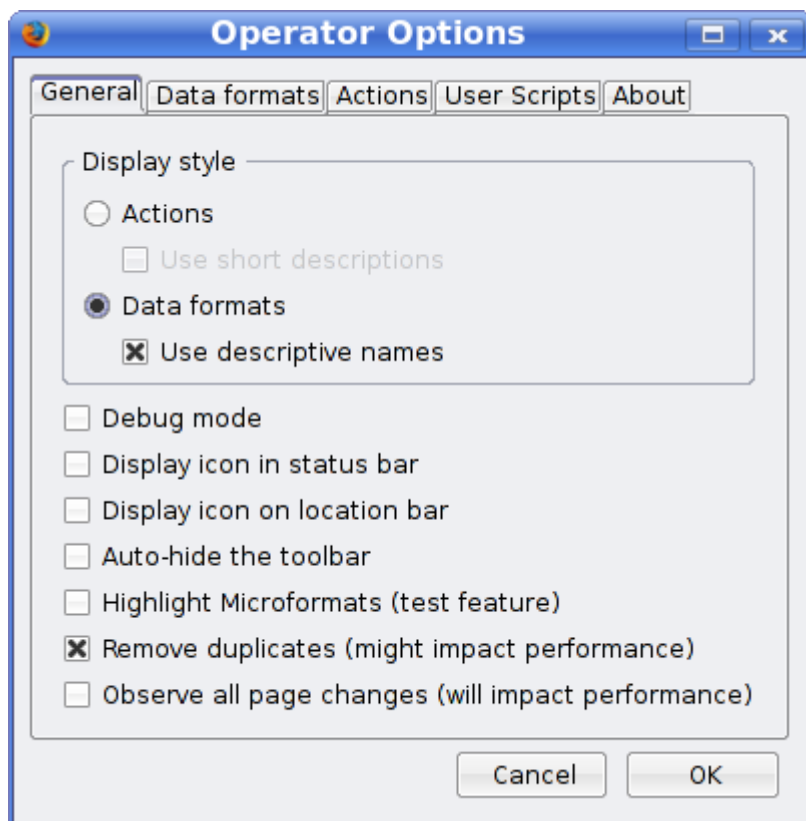 Operator Options
General Data formats Actions User Scripts About
Display style
Actions
Use short descriptions
Data formats
Use descriptive names
Debug mode
Display icon in status bar
Display icon on location bar
Auto-hide the toolbar
Highlight Microformats (test feature)
Remove duplicates (might impact performance)
Observe all page changes (will impact performance)
Cancel OK